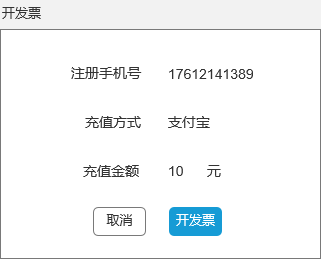 开发票
注册手机号 17612141389
充值方式 支付宝
充值金额 10 元
取消 开发票